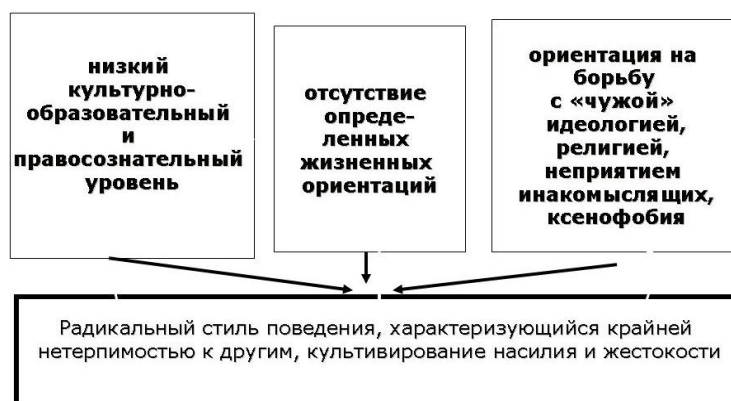 низкий
культурно-
образовательный
и
правосознательный
уровень
отсутствие
опреде-
ленных
жизненных
ориентаций
ориентация на
борьбу
с «чужой»
идеологией,
религией,
неприятием
инакомыслящих,
ксенофобия
Радикальный стиль поведения, характеризующийся крайней
нетерпимостью к другим, культивирование насилия и жестокости